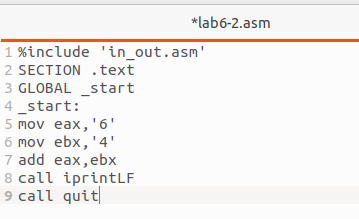 *lab6-2.asm
1 %include 'in_out.asm'
2 SECTION .text
3 GLOBAL _start
4 _start:
5 mov eax,'6'
6 mov ebx,'4'
7 add eax,ebx
8 call iprintLF
9 call quit